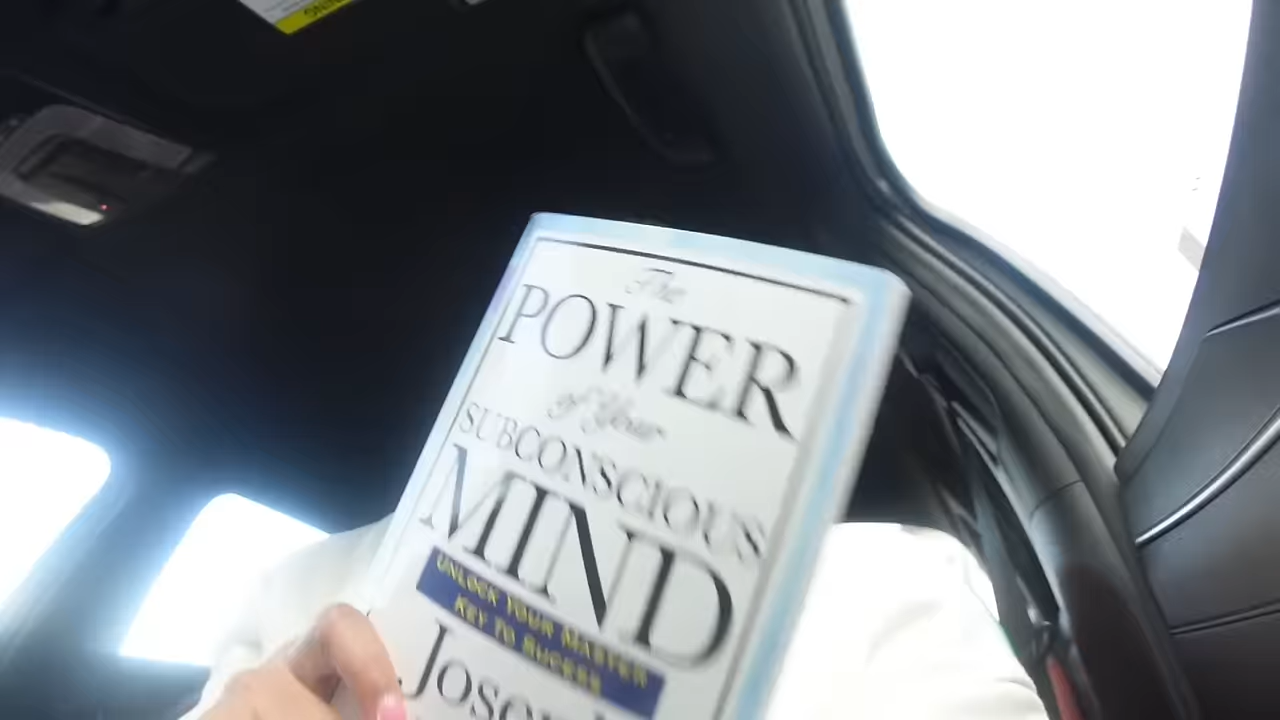 The
POWER
of Your
SUBCONSCIOUS
MIND
UNLOCK YOUR MASTER
KEY TO SUCCESS